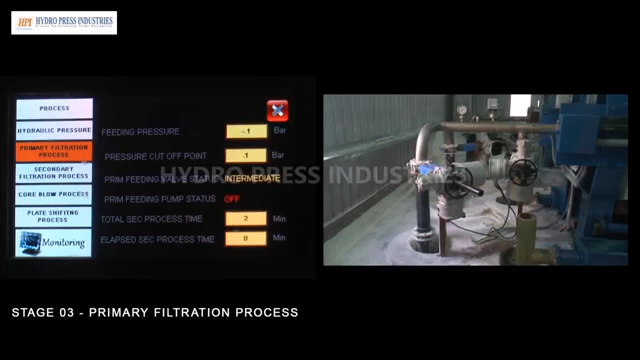 HPI HYDRO PRESS INDUSTRIES
PROCESS
HYDRAULIC PRESSURE
PRIMARY FILTRATION
PROCESS
SECONDARY
FILTRATION PROCESS
CORE BLOW PROCESS
PLATE SHIFITNG
PROCESS
Monitoring
FEEDING PRESSURE -.1 Bar
PRESSURE CUT OFF POINT .1 Bar
PRIM FEEDING VALVE STATUS INTERMEDIATE
PRIM FEEDING PUMP STATUS OFF
TOTAL SEC PROCESS TIME 2 Min
ELAPSED SEC PROCESS TIME 0 Min
HYDRO PRESS INDUSTRIES
STAGE 03 - PRIMARY FILTRATION PROCESS